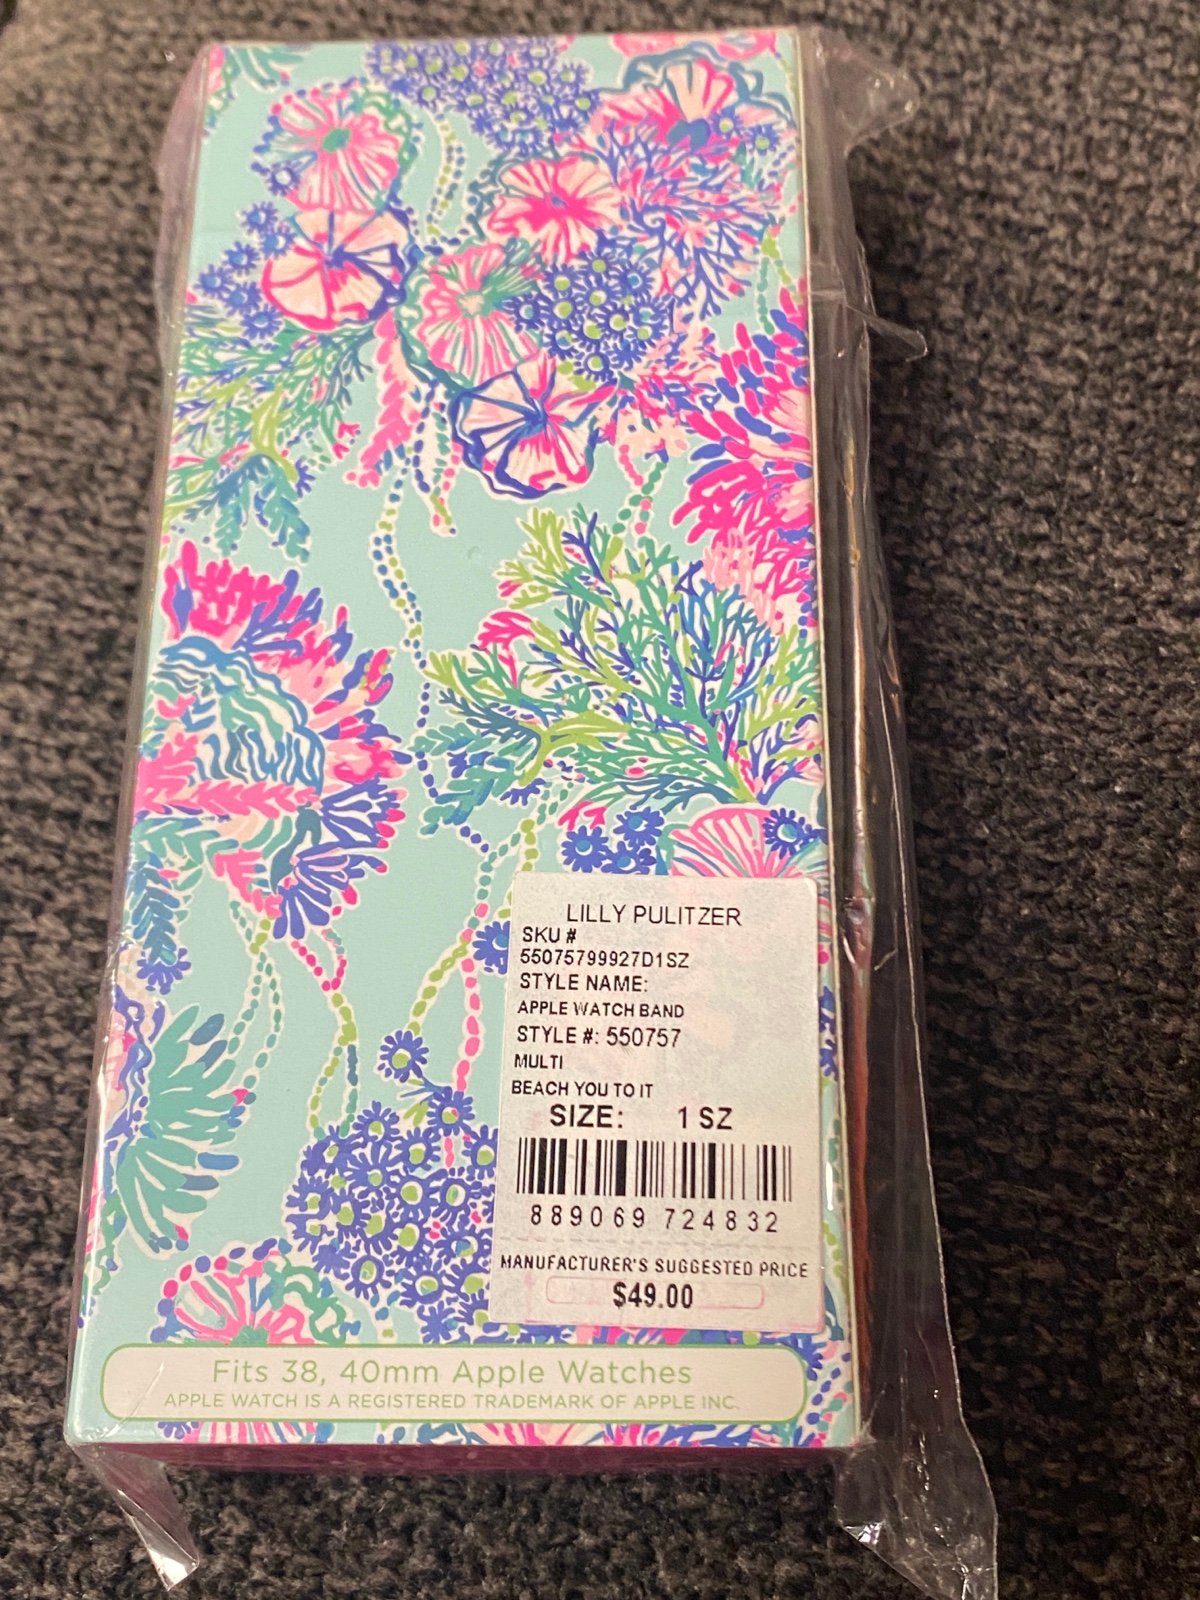 LILLY PULITZER
SKU #
55075799927D1SZ
STYLE NAME:
APPLE WATCH BAND
STYLE #: 550757
MULTI
BEACH YOU TO IT
SIZE: 1 SZ
889069 724832
MANUFACTURER'S SUGGESTED PRICE
$49.00
Fits 38, 40mm Apple Watches
APPLE WATCH IS A REGISTERED TRADEMARK OF APPLE INC.